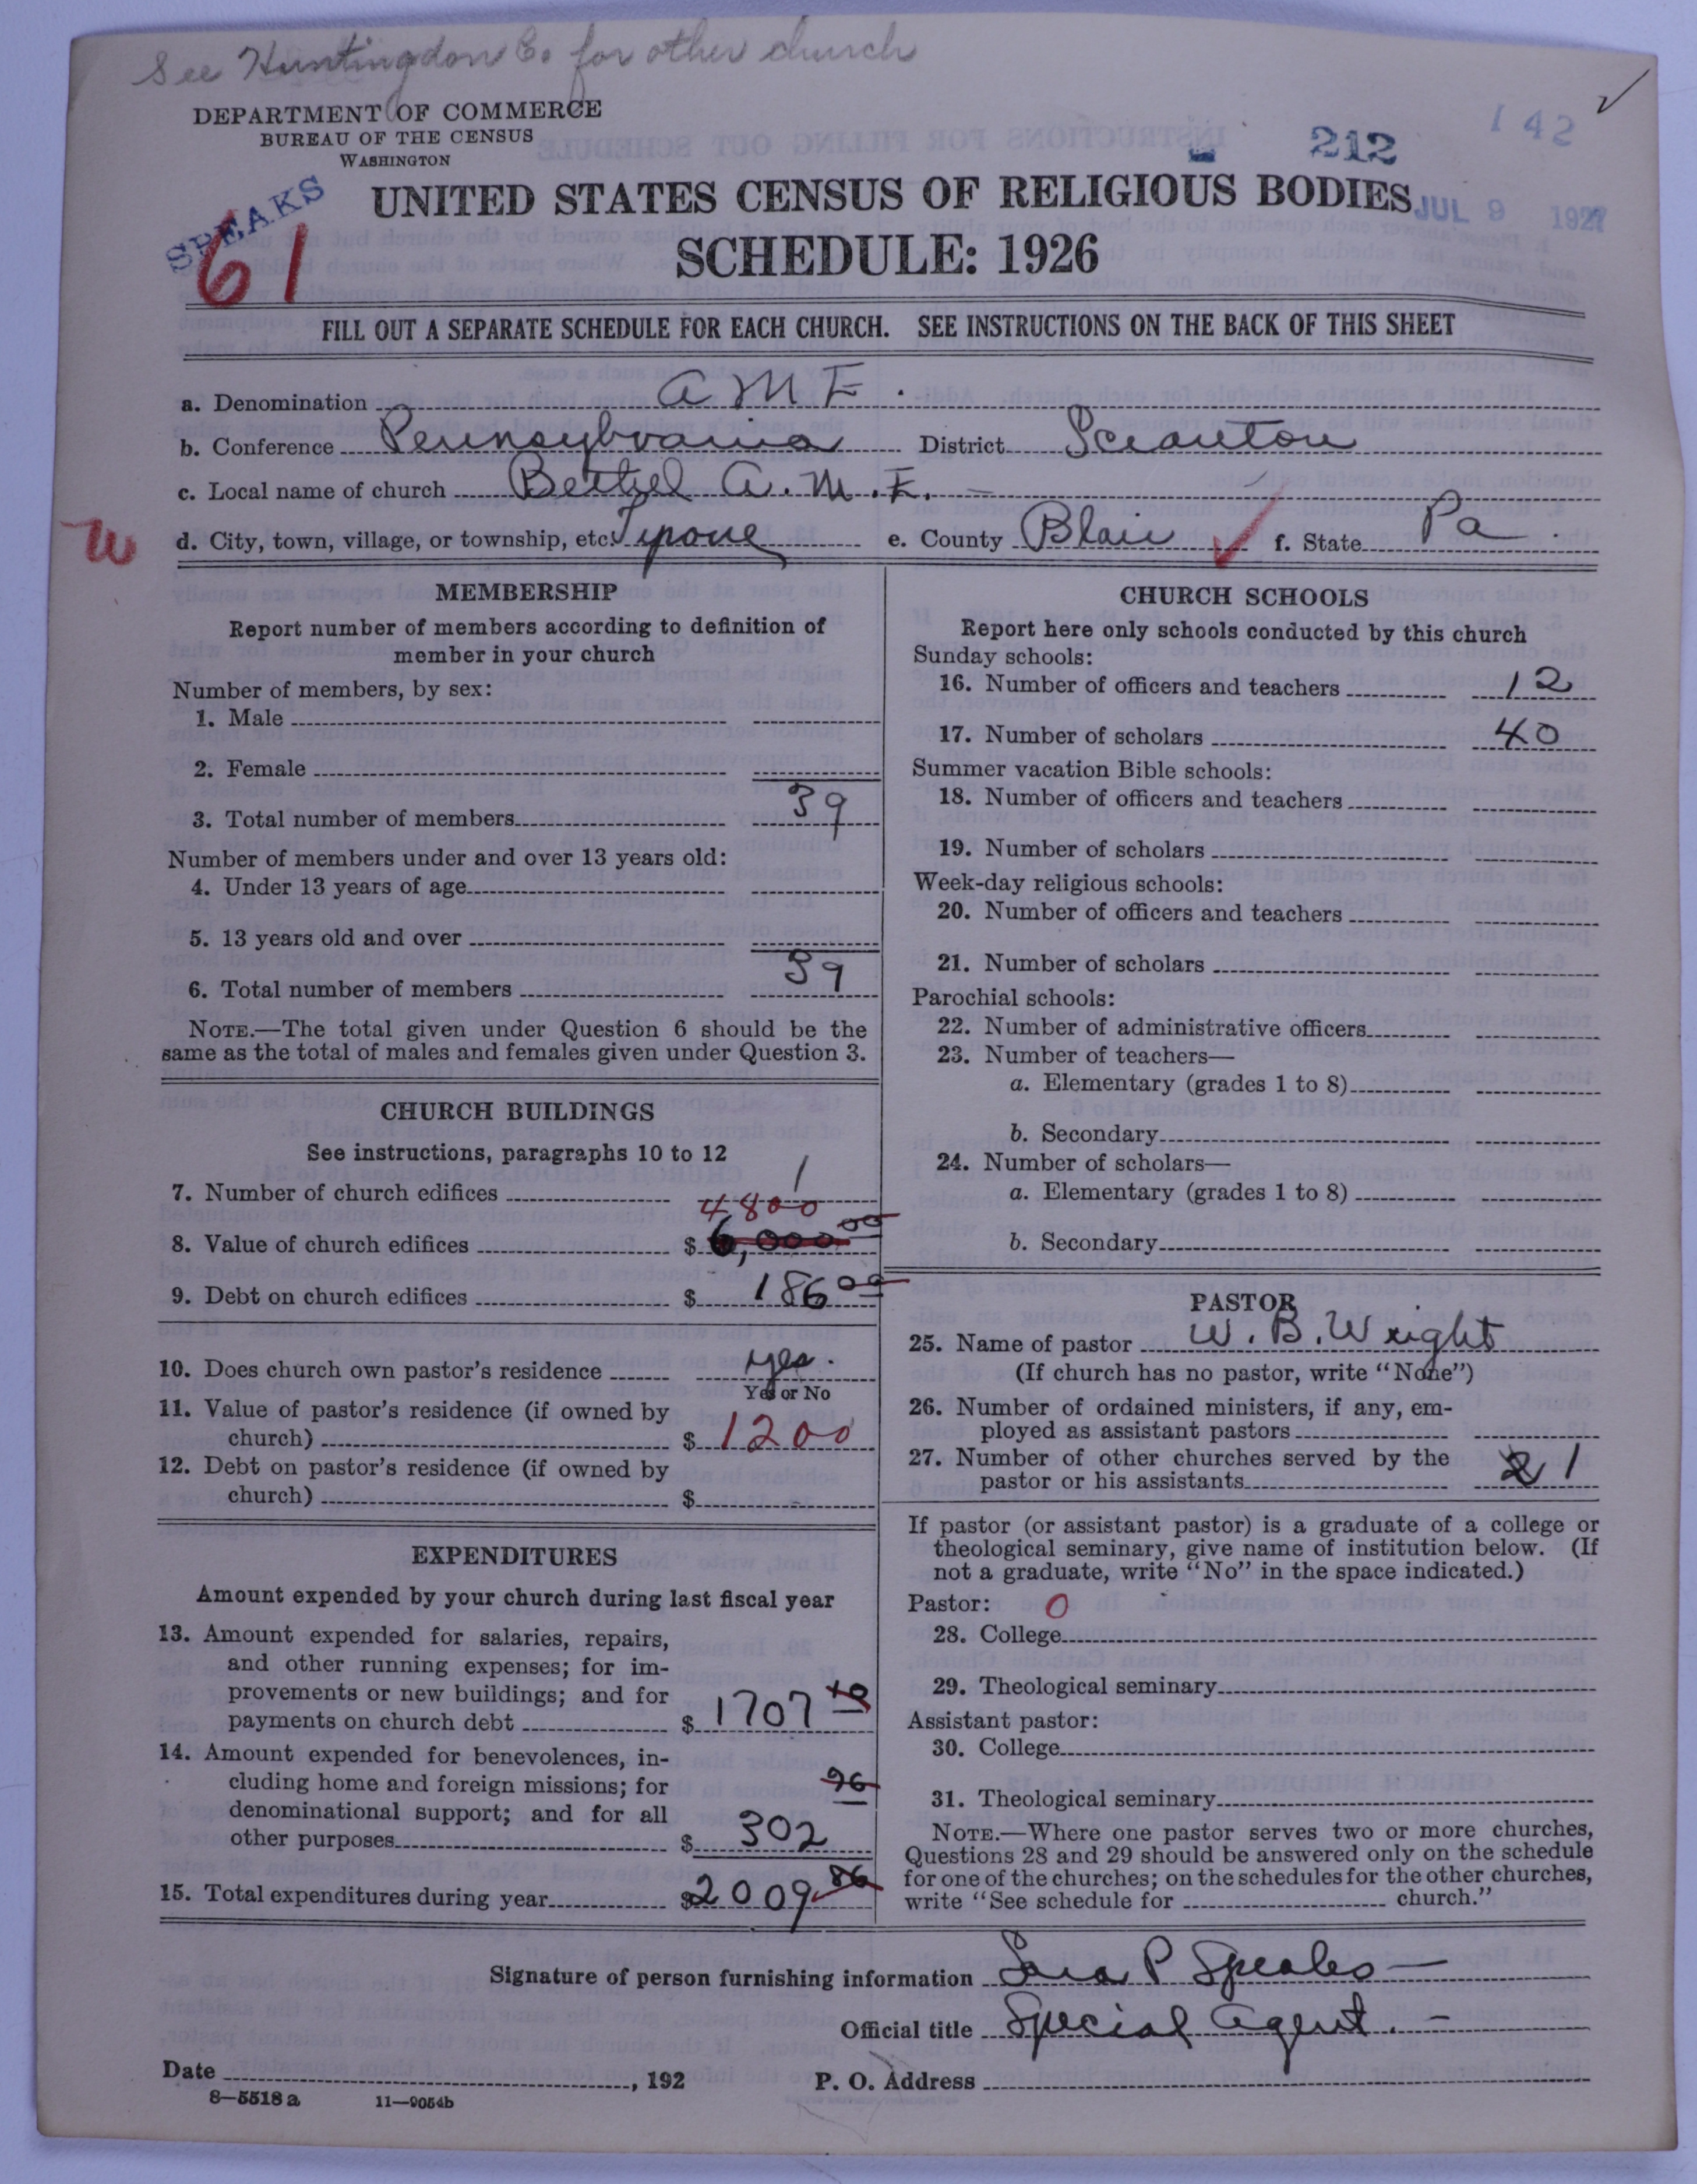 See Huntingdon Co for other church
DEPARTMENT OF COMMERCE
BUREAU OF THE CENSUS
WASHINGTON
142
212
SPEAKS
61
UNITED STATES CENSUS OF RELIGIOUS BODIES
JUL 9 1927
SCHEDULE: 1926
FILL OUT A SEPARATE SCHEDULE FOR EACH CHURCH. SEE INSTRUCTIONS ON THE BACK OF THIS SHEET
a. Denomination A M E.
b. Conference Pennsylvania District Scranton
c. Local name of church Bethel A. M. E.
W
d. City, town, village, or township, etc. Tyrone e. County Blair f. State Pa.
MEMBERSHIP
Report number of members according to definition of
member in your church
Number of members, by sex:
1. Male
2. Female
3. Total number of members 39
Number of members under and over 13 years old:
4. Under 13 years of age
5. 13 years old and over
6. Total number of members 39
NOTE.—The total given under Question 6 should be the
same as the total of males and females given under Question 3.
CHURCH BUILDINGS
See instructions, paragraphs 10 to 12
7. Number of church edifices 1
4800
8. Value of church edifices $ 6,000 00
9. Debt on church edifices $ 186 00
10. Does church own pastor's residence yes.
Yes or No
11. Value of pastor's residence (if owned by
church) $ 1200
12. Debt on pastor's residence (if owned by
church) $
EXPENDITURES
Amount expended by your church during last fiscal year
13. Amount expended for salaries, repairs,
and other running expenses; for im-
provements or new buildings; and for
payments on church debt $ 1707 10
14. Amount expended for benevolences, in-
cluding home and foreign missions; for
denominational support; and for all
other purposes $ 302
15. Total expenditures during year $ 2009 86
CHURCH SCHOOLS
Report here only schools conducted by this church
Sunday schools:
16. Number of officers and teachers 12
17. Number of scholars 40
Summer vacation Bible schools:
18. Number of officers and teachers
19. Number of scholars
Week-day religious schools:
20. Number of officers and teachers
21. Number of scholars
Parochial schools:
22. Number of administrative officers
23. Number of teachers—
a. Elementary (grades 1 to 8)
b. Secondary
24. Number of scholars—
a. Elementary (grades 1 to 8)
b. Secondary
PASTOR
25. Name of pastor W. B. Wright
(If church has no pastor, write "None")
26. Number of ordained ministers, if any, em-
ployed as assistant pastors
27. Number of other churches served by the
pastor or his assistants 2 1
If pastor (or assistant pastor) is a graduate of a college or
theological seminary, give name of institution below. (If
not a graduate, write "No" in the space indicated.)
Pastor: 0
28. College
29. Theological seminary
Assistant pastor:
30. College
31. Theological seminary
NOTE.—Where one pastor serves two or more churches,
Questions 28 and 29 should be answered only on the schedule
for one of the churches; on the schedules for the other churches,
write "See schedule for church."
Signature of person furnishing information Sara P Speaks
Official title Special Agent.
Date , 192 P. O. Address
8—5518 a 11—9054b